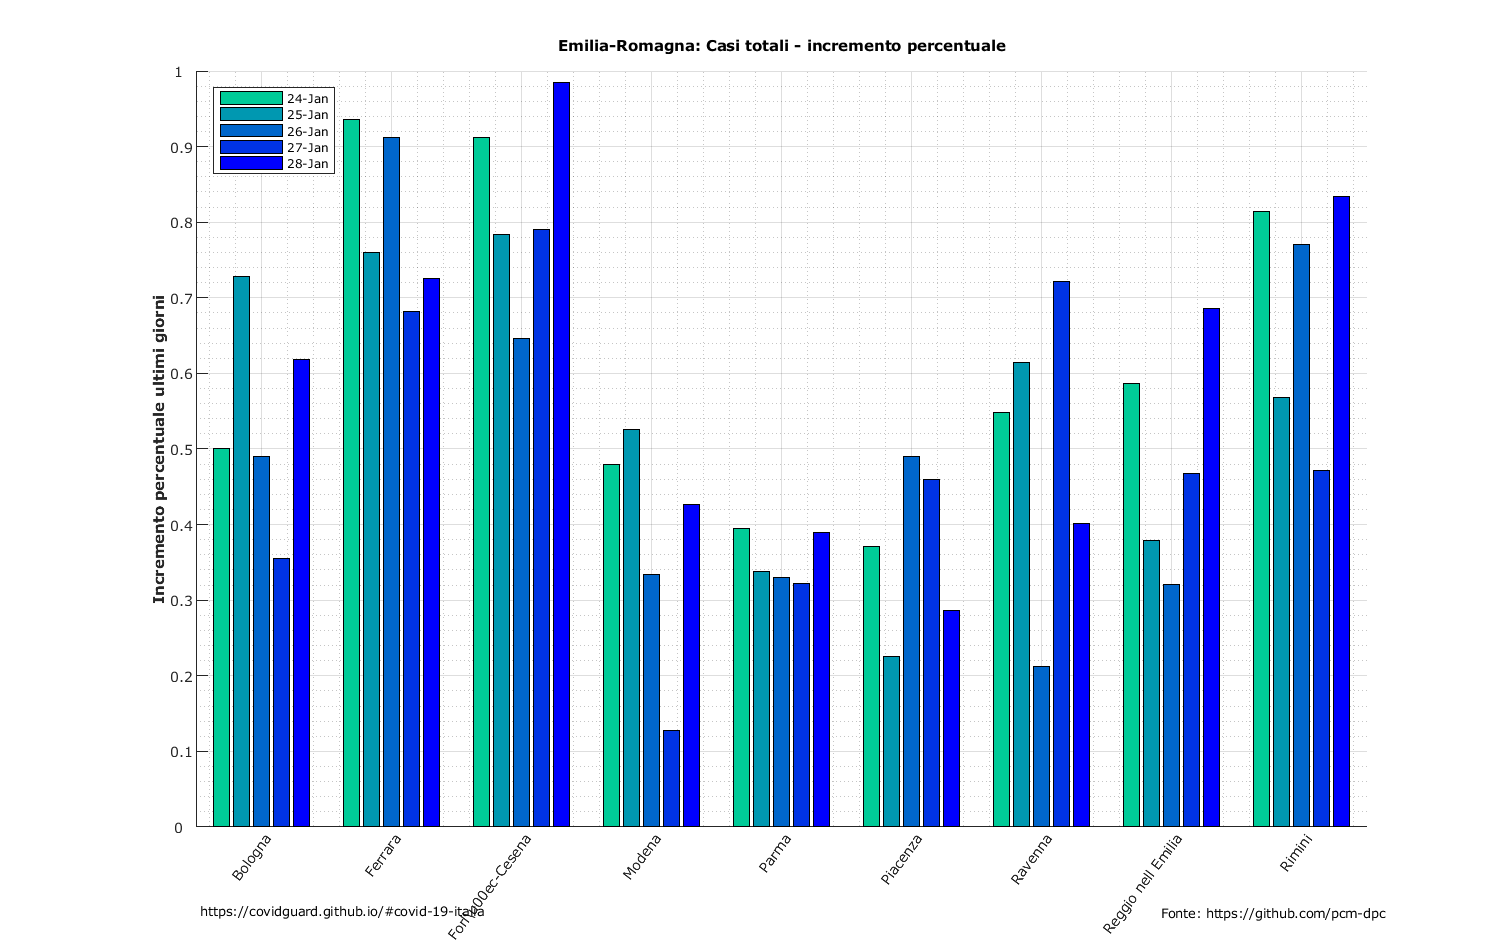 Emilia-Romagna: Casi totali - incremento percentuale
Incremento percentuale ultimi giorni
1
0.9
0.8
0.7
0.6
0.5
0.4
0.3
0.2
0.1
0
24-Jan
25-Jan
26-Jan
27-Jan
28-Jan
Bologna
Ferrara
Modena
Parma
Piacenza
Ravenna
Reggio nell Emilia
Rimini
https://covidguard.github.io/#covid-19-italia
Fonte: https://github.com/pcm-dpc